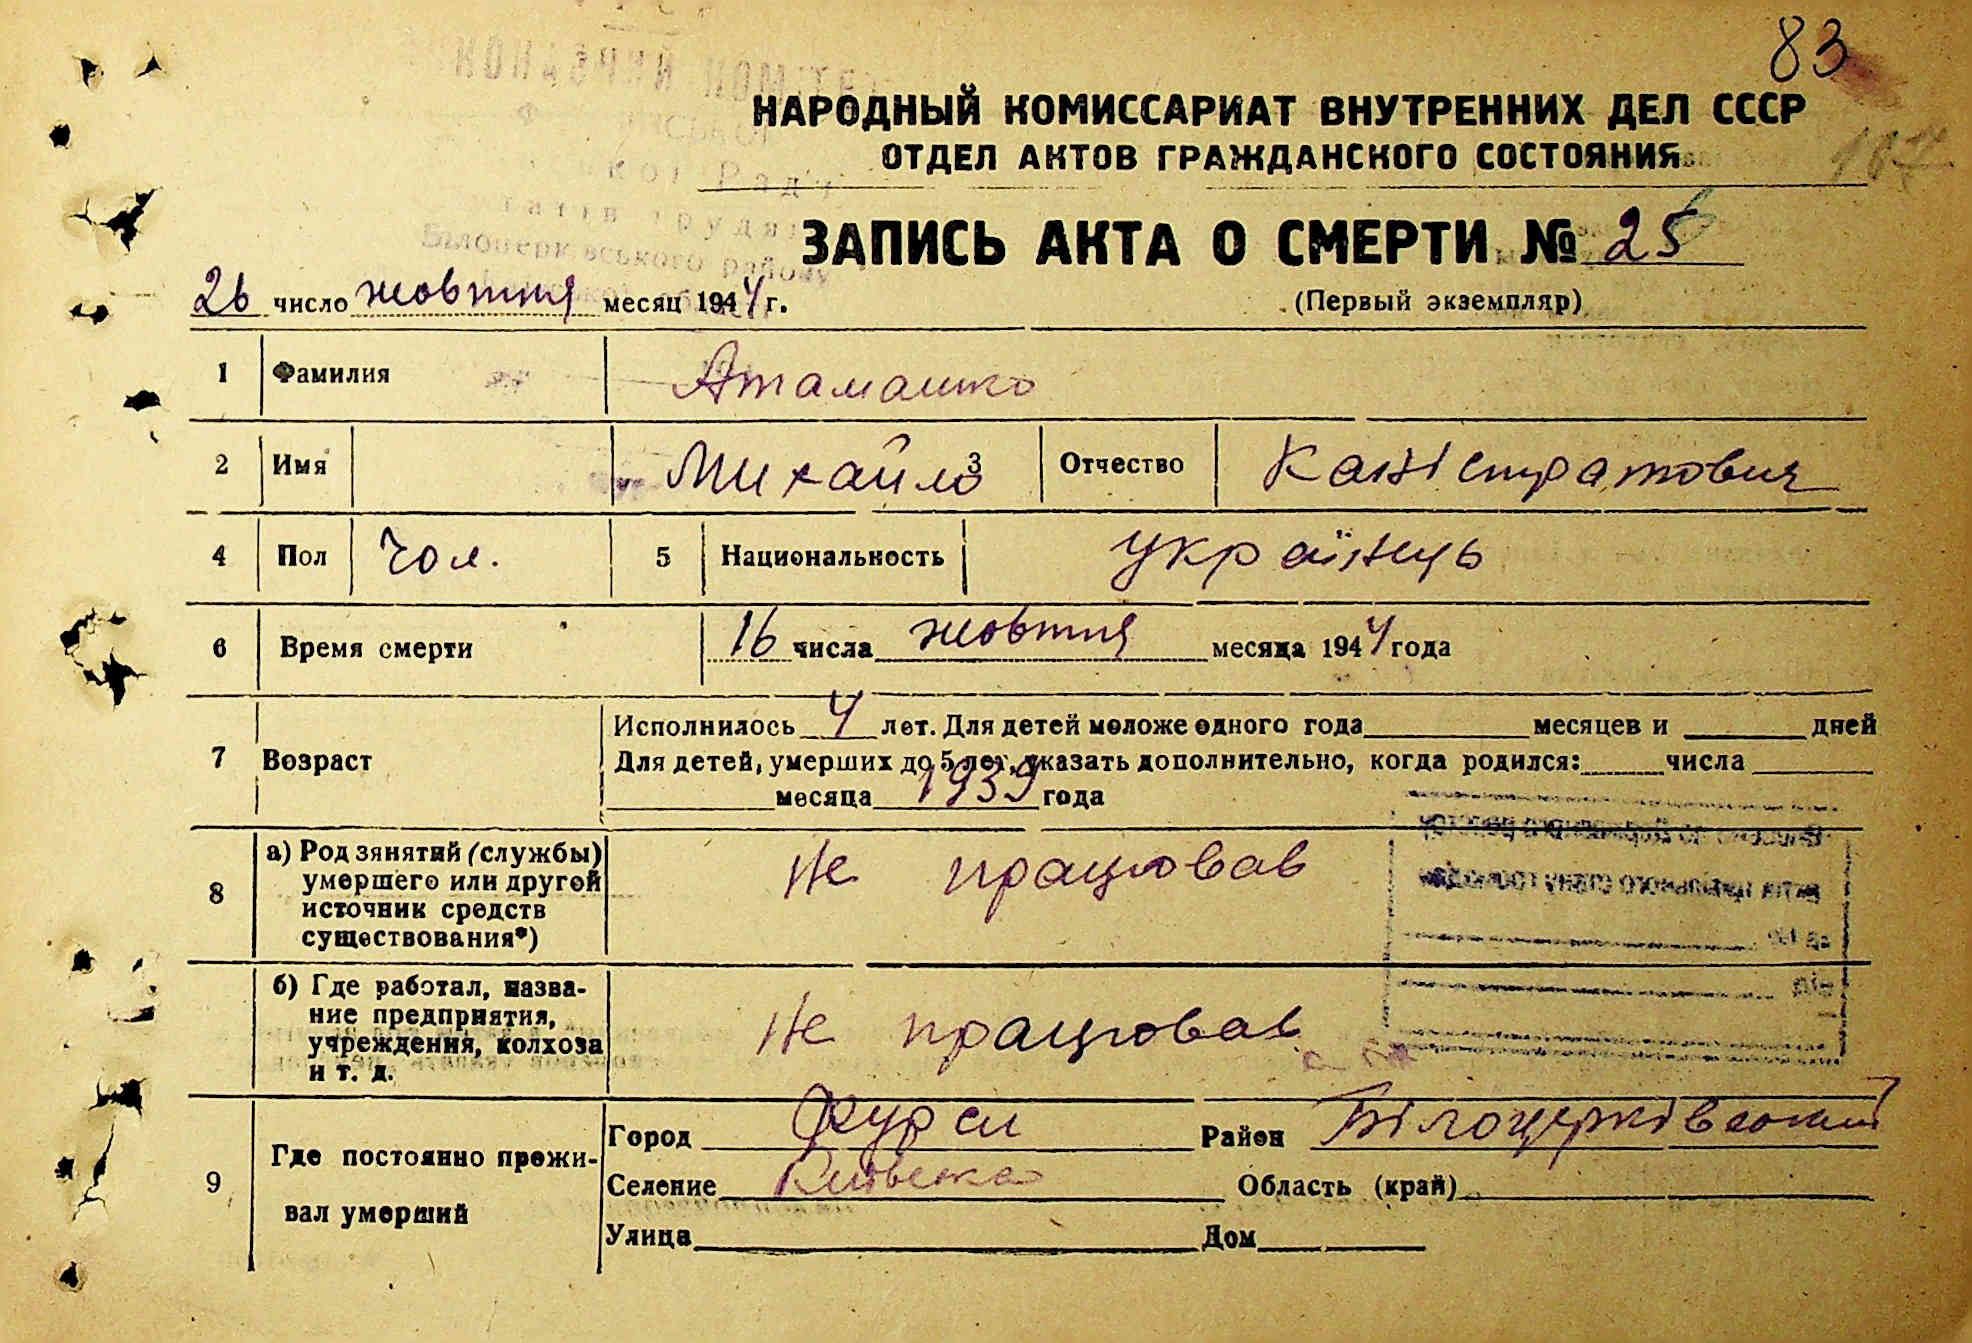 83
НАРОДНЫЙ КОМИССАРИАТ ВНУТРЕННИХ ДЕЛ СССР
ОТДЕЛ АКТОВ ГРАЖДАНСКОГО СОСТОЯНИЯ
167
ЗАПИСЬ АКТА О СМЕРТИ № 25
26 число жовтня месяц 1944 г.
(Первый экземпляр)
1 Фамилия Атаманко
2 Имя Михайло 3 Отчество Каністратович
4 Пол Чол. 5 Национальность Українець
6 Время смерти 16 числа жовтня месяца 1944 года
7 Возраст Исполнилось 4 лет. Для детей моложе одного года месяцев и дней
Для детей, умерших до 5 лет, указать дополнительно, когда родился: числа
месяца 1939 года
8 а) Род занятий (службы) умершего или другой источник средств существования*) Не працював
б) Где работал, название предприятия, учреждения, колхоза и т. д. Не працював
9 Где постоянно проживал умерший
Город Фурси Район Білоцерківський
Селение Київська Область (край)
Улица Дом